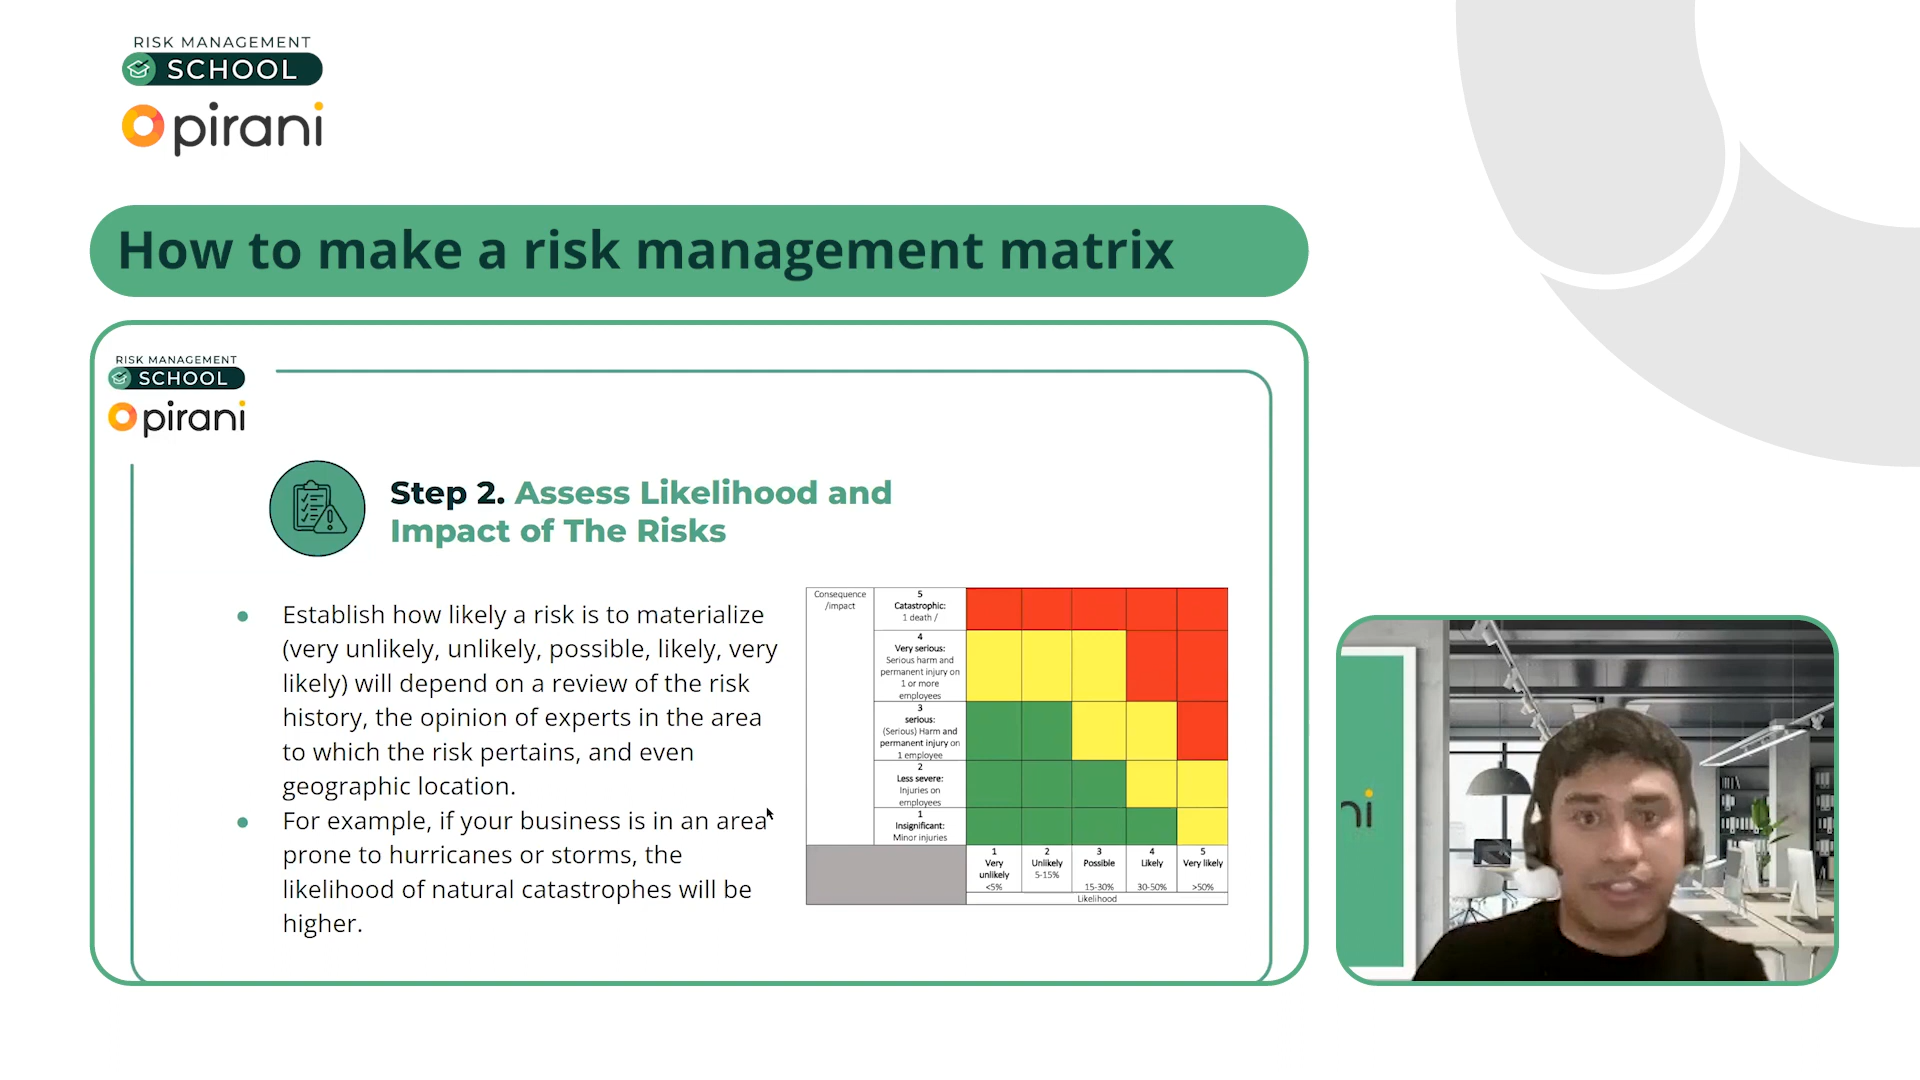 RISK MANAGEMENT
SCHOOL
pirani
How to make a risk management matrix
RISK MANAGEMENT
SCHOOL
pirani
Step 2. Assess Likelihood and
Impact of The Risks
Establish how likely a risk is to materialize
(very unlikely, unlikely, possible, likely, very
likely) will depend on a review of the risk
history, the opinion of experts in the area
to which the risk pertains, and even
geographic location.
For example, if your business is in an area
prone to hurricanes or storms, the
likelihood of natural catastrophes will be
higher.
Consequence
/impact
5
Catastrophic:
1 death /
4
Very serious:
Serious harm and
permanent injury on
1 or more
employees
3
serious:
(Serious) Harm and
permanent injury on
1 employee
2
Less severe:
Injuries on
employees
1
Insignificant:
Minor injuries
1
Very
unlikely
<5%
2
Unlikely
5-15%
3
Possible
15-30%
4
Likely
30-50%
5
Very likely
>50%
Likelihood
ni